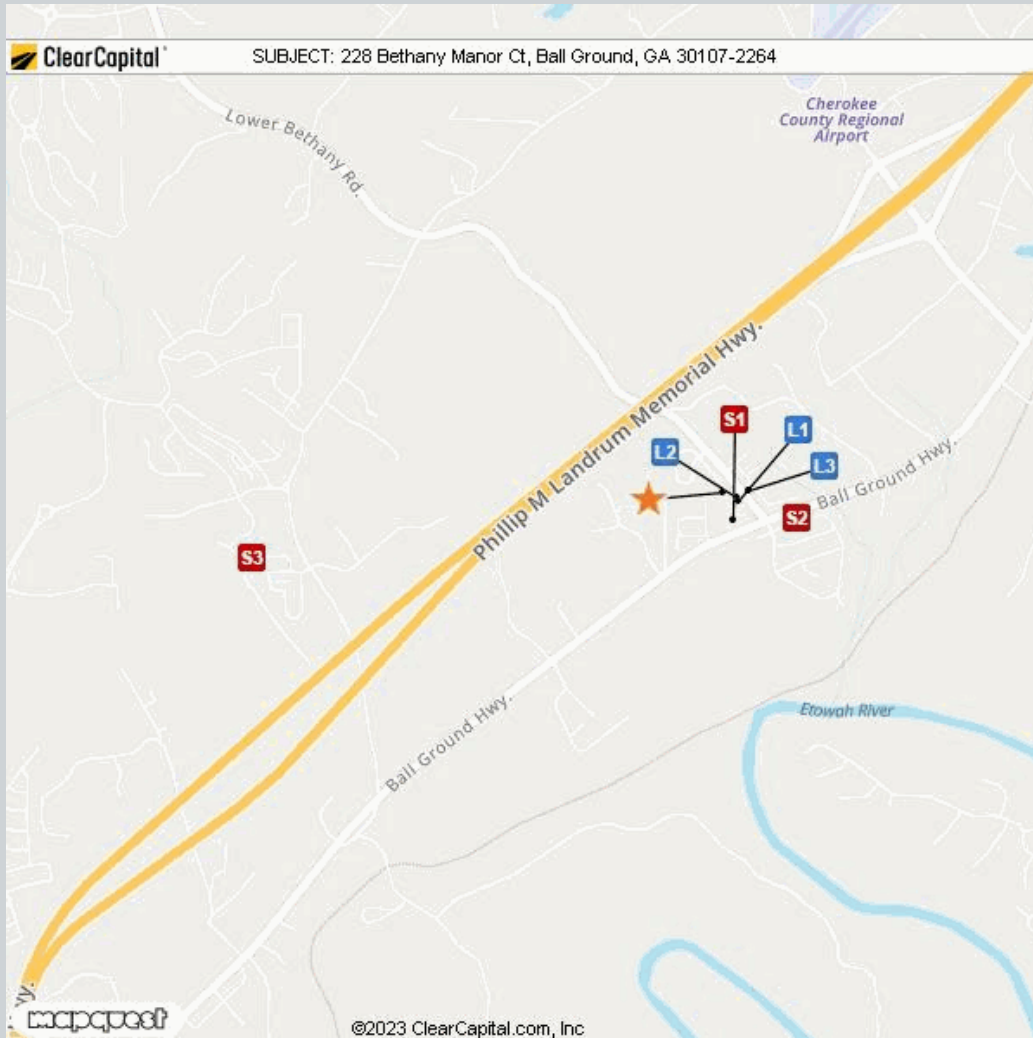 ClearCapital
SUBJECT: 228 Bethany Manor Ct, Ball Ground, GA 30107-2264
Cherokee
County Regional
Airport
Lower Bethany Rd.
Phillip M Landrum Memorial Hwy.
S1
L1
L2
L3
Ball Ground Hwy.
S2
S3
Etowah River
Ball Ground Hwy.
mapquest
©2023 ClearCapital.com, Inc